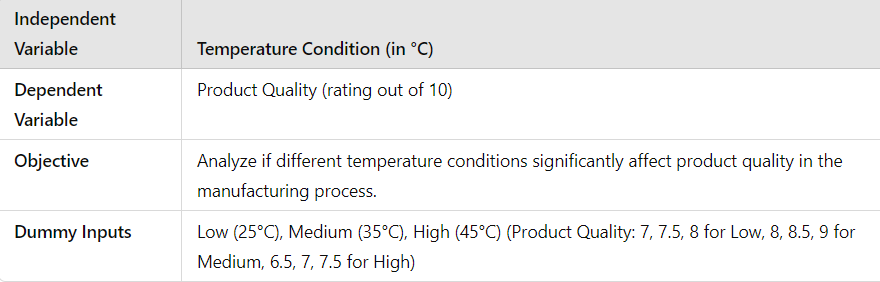 Independent
Variable
Temperature Condition (in °C)
Dependent
Variable
Product Quality (rating out of 10)
Objective
Analyze if different temperature conditions significantly affect product quality in the
manufacturing process.
Dummy Inputs
Low (25°C), Medium (35°C), High (45°C) (Product Quality: 7, 7.5, 8 for Low, 8, 8.5, 9 for
Medium, 6.5, 7, 7.5 for High)